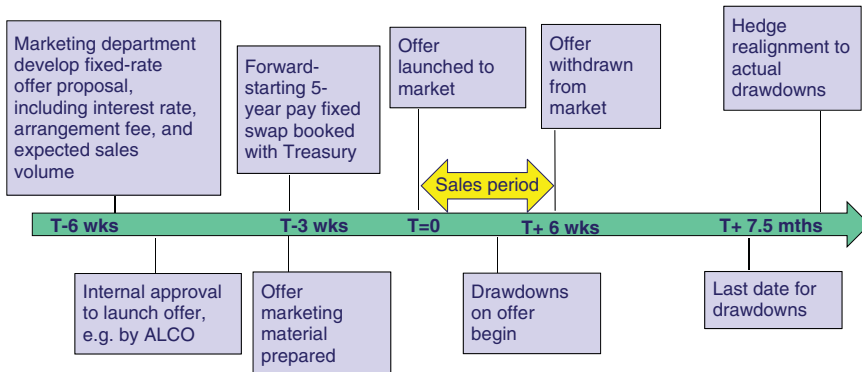 Marketing department
develop fixed-rate
offer proposal,
including interest rate,
arrangement fee, and
expected sales
volume
Forward-
starting 5-
year pay fixed
swap booked
with Treasury
Offer
launched to
market
Offer
withdrawn
from
market
Hedge
realignment to
actual
drawdowns
Sales period
T-6 wks
T-3 wks
T=0
T+ 6 wks
T+ 7.5 mths
Internal approval
to launch offer,
e.g. by ALCO
Offer
marketing
material
prepared
Drawdowns
on offer
begin
Last date for
drawdowns